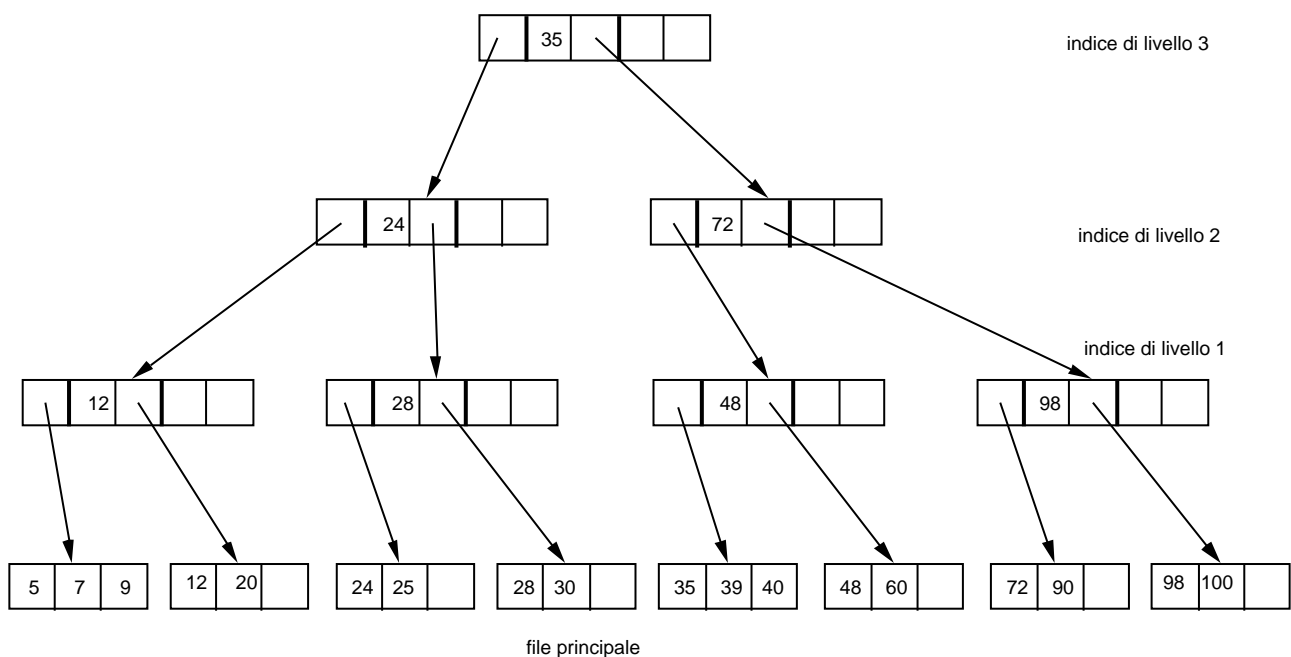 35
indice di livello 3
24
72
indice di livello 2
indice di livello 1
12
28
48
98
5 7 9
12 20
24 25
28 30
35 39 40
48 60
72 90
98 100
file principale